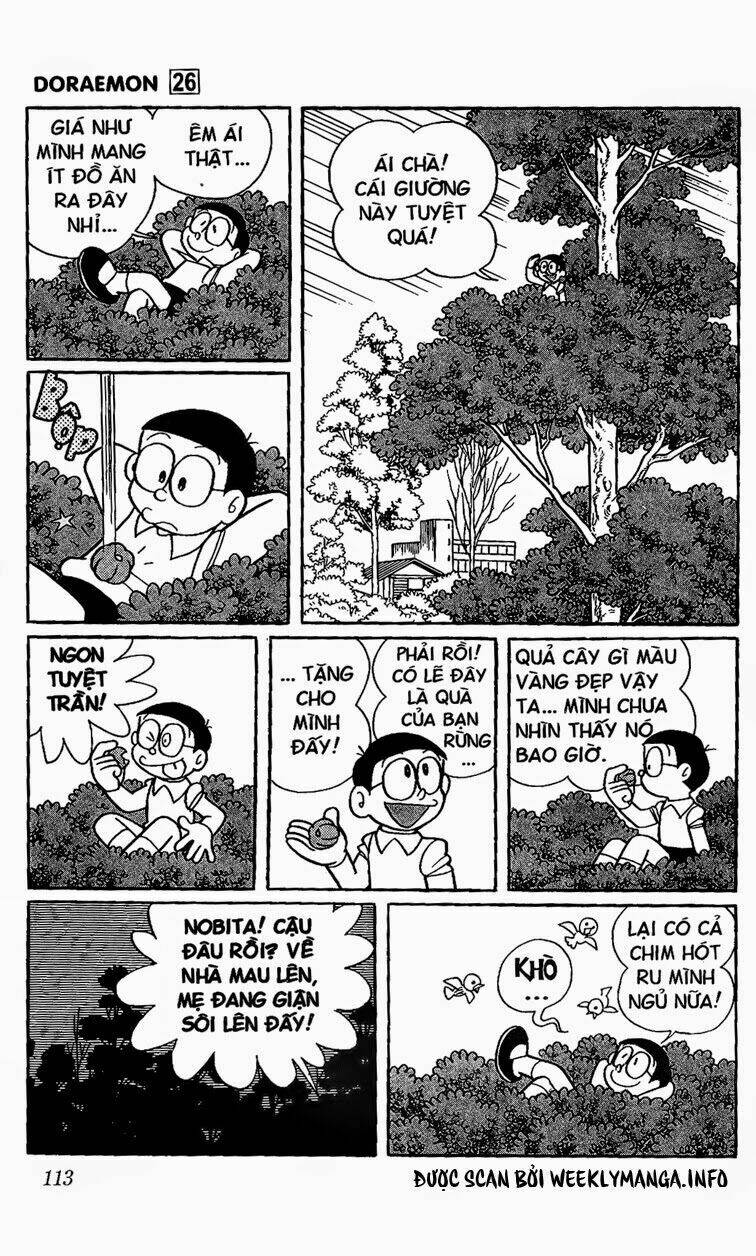 DORAEMON 26
ÁI CHÀ!
CÁI GIƯỜNG
NÀY TUYỆT
QUÁ!
ÊM ÁI
THẬT...
GIÁ NHƯ
MÌNH MANG
ÍT ĐỒ ĂN
RA ĐÂY
NHỈ...
BỘP
QUẢ CÂY GÌ MÀU
VÀNG ĐẸP VẬY
TA... MÌNH CHƯA
NHÌN THẤY NÓ
BAO GIỜ.
PHẢI RỒI!
CÓ LẼ ĐÂY
LÀ QUÀ
CỦA BẠN
RỪNG
...
... TẶNG
CHO
MÌNH
ĐẤY!
NGON
TUYỆT
TRẦN!
LẠI CÓ CẢ
CHIM HÓT
RU MÌNH
NGỦ NỮA!
KHÒ
...
NOBITA! CẬU
ĐÂU RỒI? VỀ
NHÀ MAU LÊN,
MẸ ĐANG GIẬN
SÔI LÊN ĐẤY!
113
ĐƯỢC SCAN BỞI WEEKLYMANGA.INFO